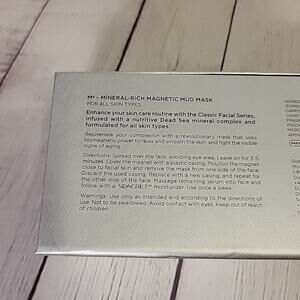 M⁴ - MINERAL-RICH MAGNETIC MUD MASK
FOR ALL SKIN TYPES
Enhance your skin care routine with the Classic Facial Series,
infused with a nutritive Dead Sea mineral complex and
formulated for all skin types.
Rejuvenate your complexion with a revolutionary mask that uses
biomagnetic power to relax and smooth the skin, and fight the visible
signs of aging.
Directions: Spread over the face, avoiding eye area. Leave on for 3-5
minutes. Cover the magnet with a plastic casing. Position the magnet
close to facial skin and remove the mask from one side of the face.
Discard the used casing. Replace with a new casing, and repeat for
the other side of the face. Massage remaining serum into face and
follow with a SEACRET moisturizer. Use once a week.
Warnings: Use only as intended and according to the directions of
use. Not to be swallowed. Avoid contact with eyes. Keep out of reach
of children.